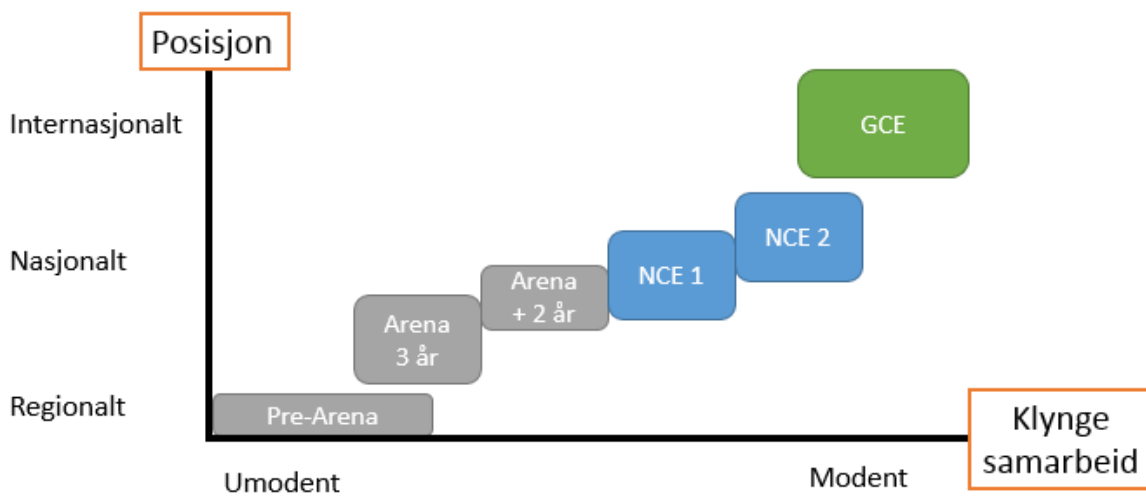 Posisjon
Internasjonalt
GCE
Nasjonalt
NCE 2
NCE 1
Arena
+ 2 år
Arena
3 år
Regionalt
Pre-Arena
Klynge
samarbeid
Umodent
Modent